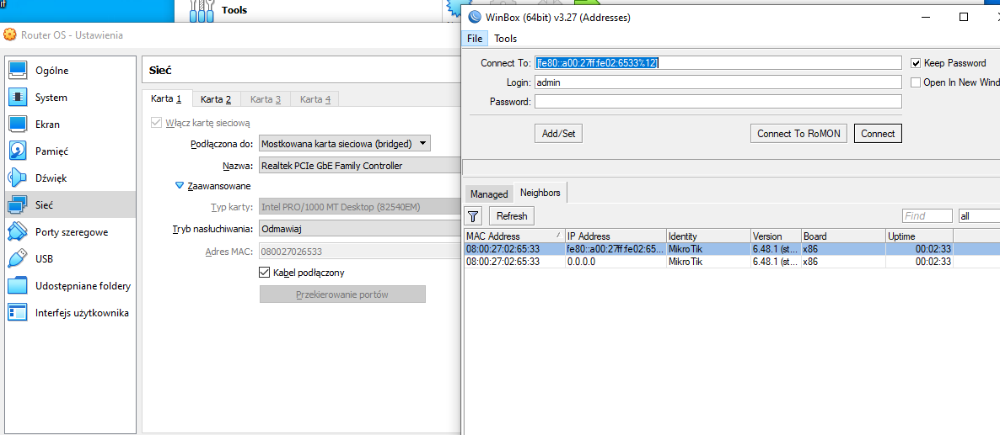 Tools
Router OS - Ustawienia
Ogólne
System
Ekran
Pamięć
Dźwięk
Sieć
Porty szeregowe
USB
Udostępniane foldery
Interfejs użytkownika
Sieć
Karta 1
Karta 2
Karta 3
Karta 4
Włącz kartę sieciową
Podłączona do: Mostkowana karta sieciowa (bridged)
Nazwa: Realtek PCIe GbE Family Controller
Zaawansowane
Typ karty: Intel PRO/1000 MT Desktop (82540EM)
Tryb nasłuchiwania: Odmawiaj
Adres MAC: 080027026533
Kabel podłączony
Przekierowanie portów
WinBox (64bit) v3.27 (Addresses)
File Tools
Connect To: [fe80::a00:27ff:fe02:6533%12] Keep Password
Login: admin Open In New Wind
Password:
Add/Set Connect To RoMON Connect
Managed Neighbors
Refresh Find all
MAC Address IP Address Identity Version Board Uptime
08:00:27:02:65:33 fe80::a00:27ff:fe02:65... MikroTik 6.48.1 (st... x86 00:02:33
08:00:27:02:65:33 0.0.0.0 MikroTik 6.48.1 (st... x86 00:02:33